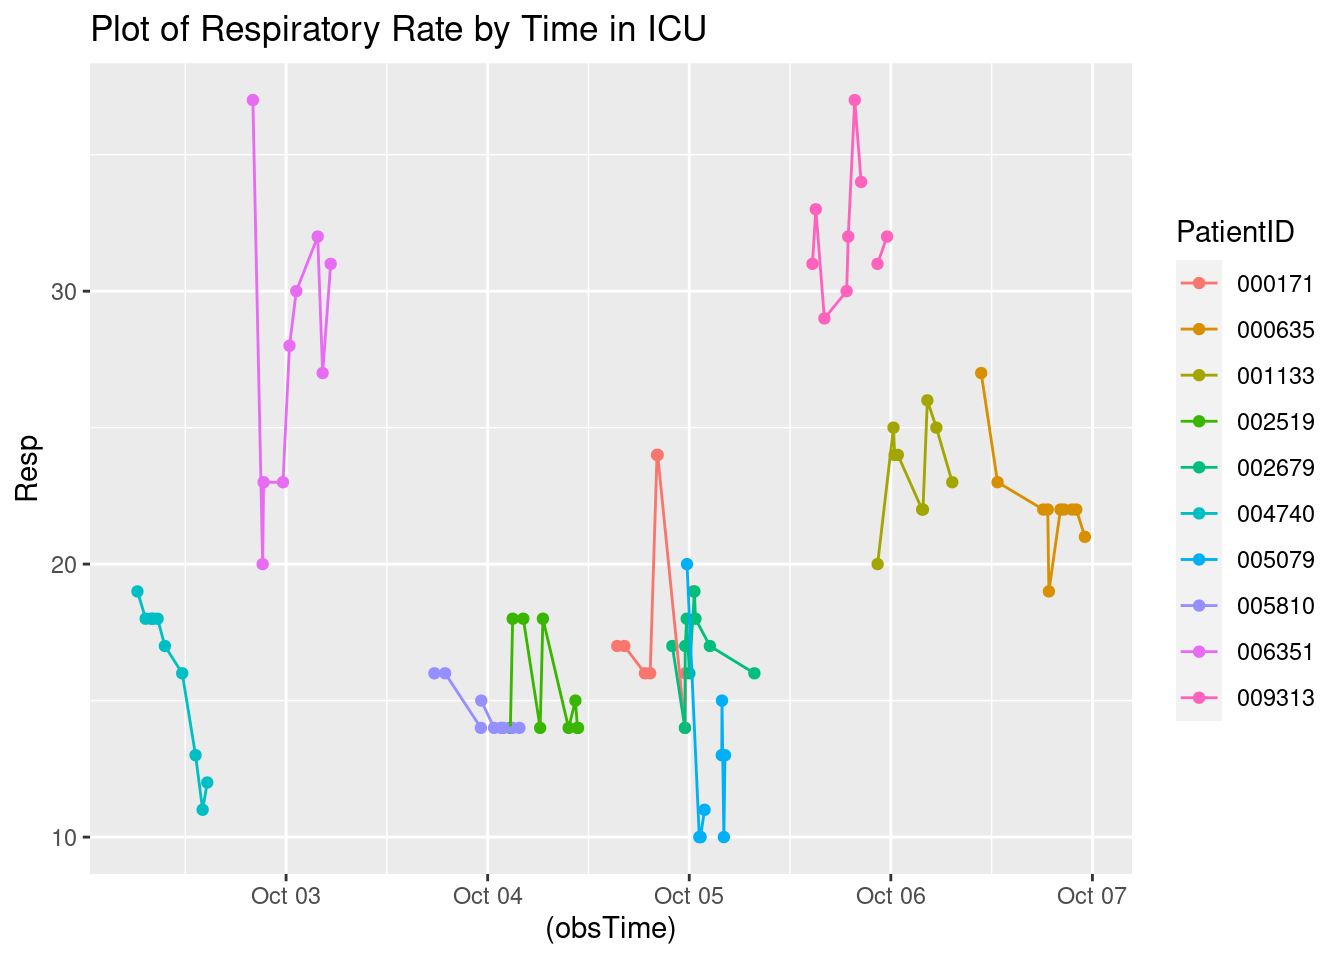 Plot of Respiratory Rate by Time in ICU
Resp
30
20
10
Oct 03
Oct 04
Oct 05
Oct 06
Oct 07
(obsTime)
PatientID
000171
000635
001133
002519
002679
004740
005079
005810
006351
009313